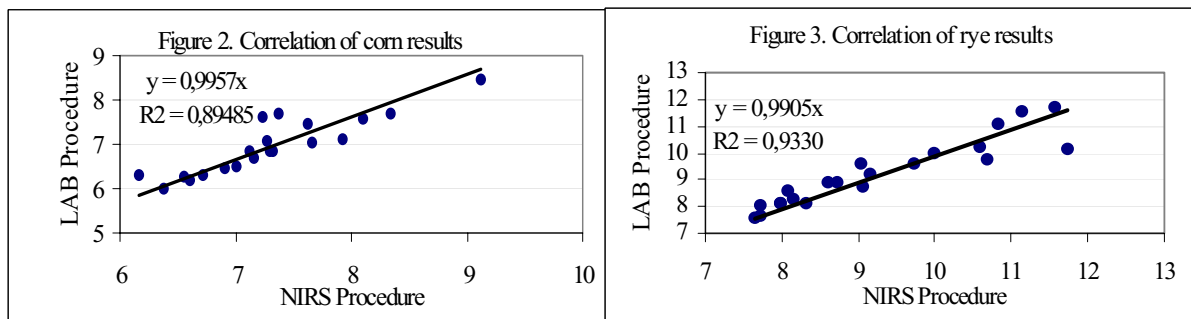 Figure 2. Correlation of corn results
y = 0,9957x
R2 = 0,89485
LAB Procedure
9
8
7
6
5
6 7 8 9 10
NIRS Procedure
Figure 3. Correlation of rye results
y = 0,9905x
R2 = 0,9330
LAB Procedure
13
12
11
10
9
8
7
7 8 9 10 11 12 13
NIRS Procedure